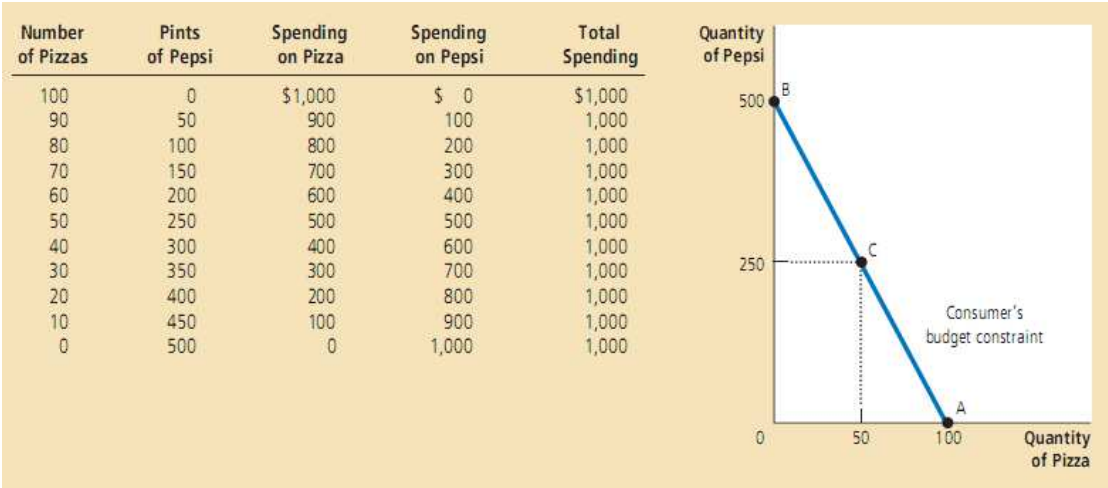 Number Pints Spending Spending Total
of Pizzas of Pepsi on Pizza on Pepsi Spending
100 0 $1,000 $ 0 $1,000
90 50 900 100 1,000
80 100 800 200 1,000
70 150 700 300 1,000
60 200 600 400 1,000
50 250 500 500 1,000
40 300 400 600 1,000
30 350 300 700 1,000
20 400 200 800 1,000
10 450 100 900 1,000
0 500 0 1,000 1,000
Quantity
of Pepsi
B
500
C
250
Consumer's
budget constraint
A
0 50 100 Quantity
of Pizza